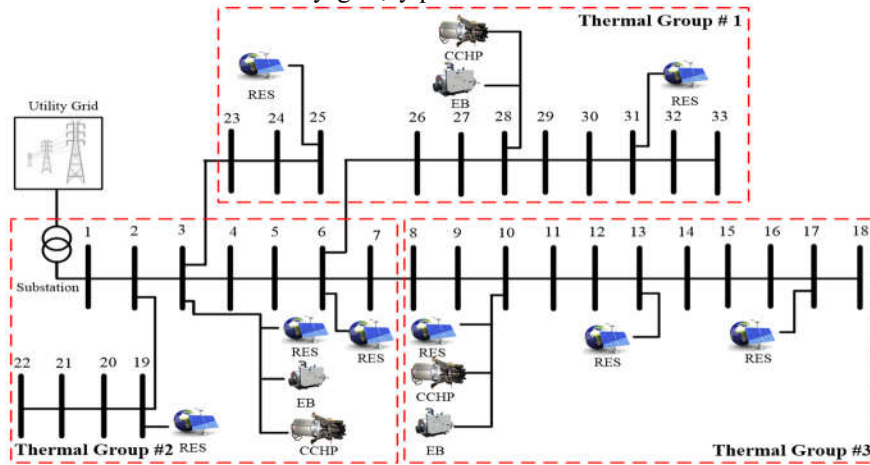 Thermal Group # 1
CCHP
RES
EB
RES
Utility Grid
23 24 25 26 27 28 29 30 31 32 33
1 2 3 4 5 6 7 8 9 10 11 12 13 14 15 16 17 18
Substation
RES RES RES RES RES
22 21 20 19
EB CCHP
RES CCHP EB
Thermal Group #2 Thermal Group #3